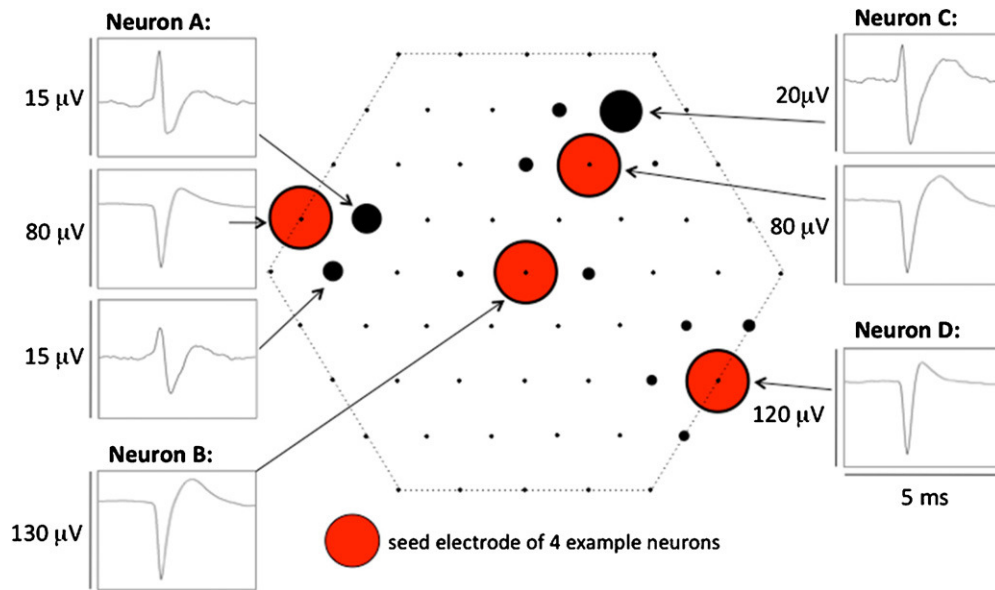 Neuron A:
15 µV
80 µV
15 µV
Neuron B:
130 µV
Neuron C:
20µV
80 µV
Neuron D:
120 µV
5 ms
seed electrode of 4 example neurons